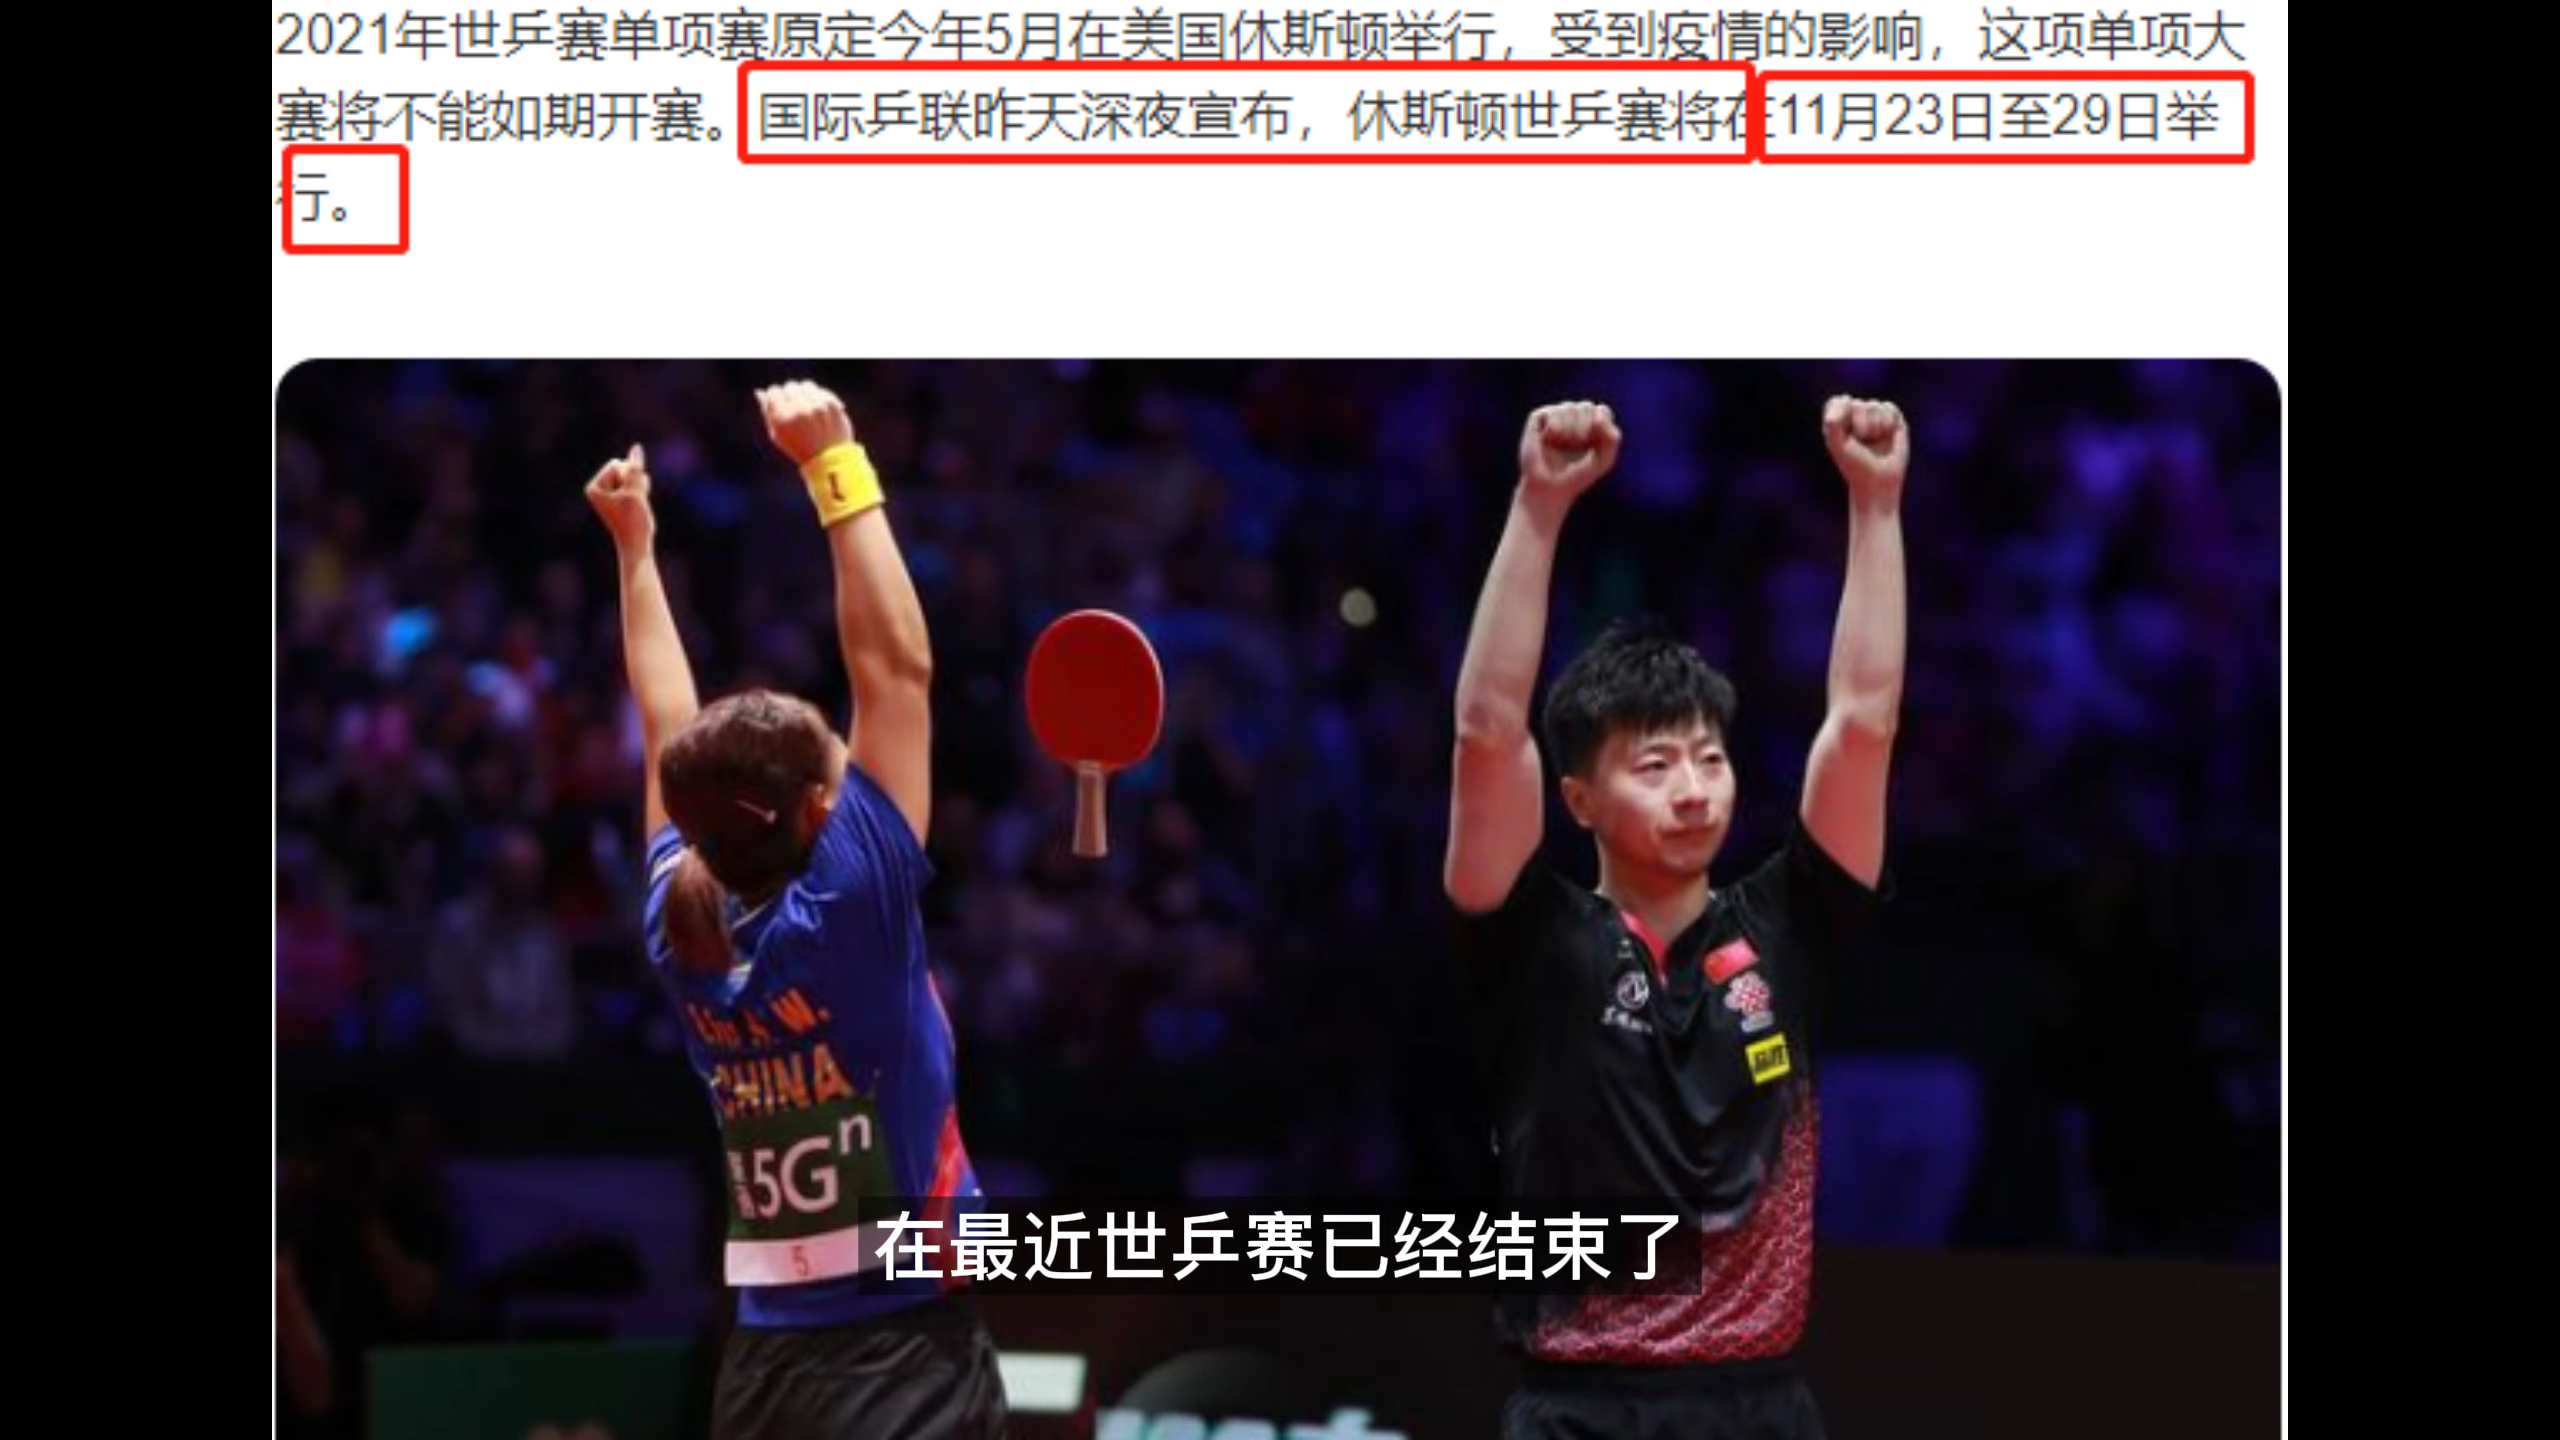 2021年世乒赛单项赛原定今年5月在美国休斯顿举行，受到疫情的影响，这项单项大
赛将不能如期开赛。国际乒联昨天深夜宣布，休斯顿世乒赛将在11月23日至29日举
行。
CHINA
5Gⁿ
5
在最近世乒赛已经结束了